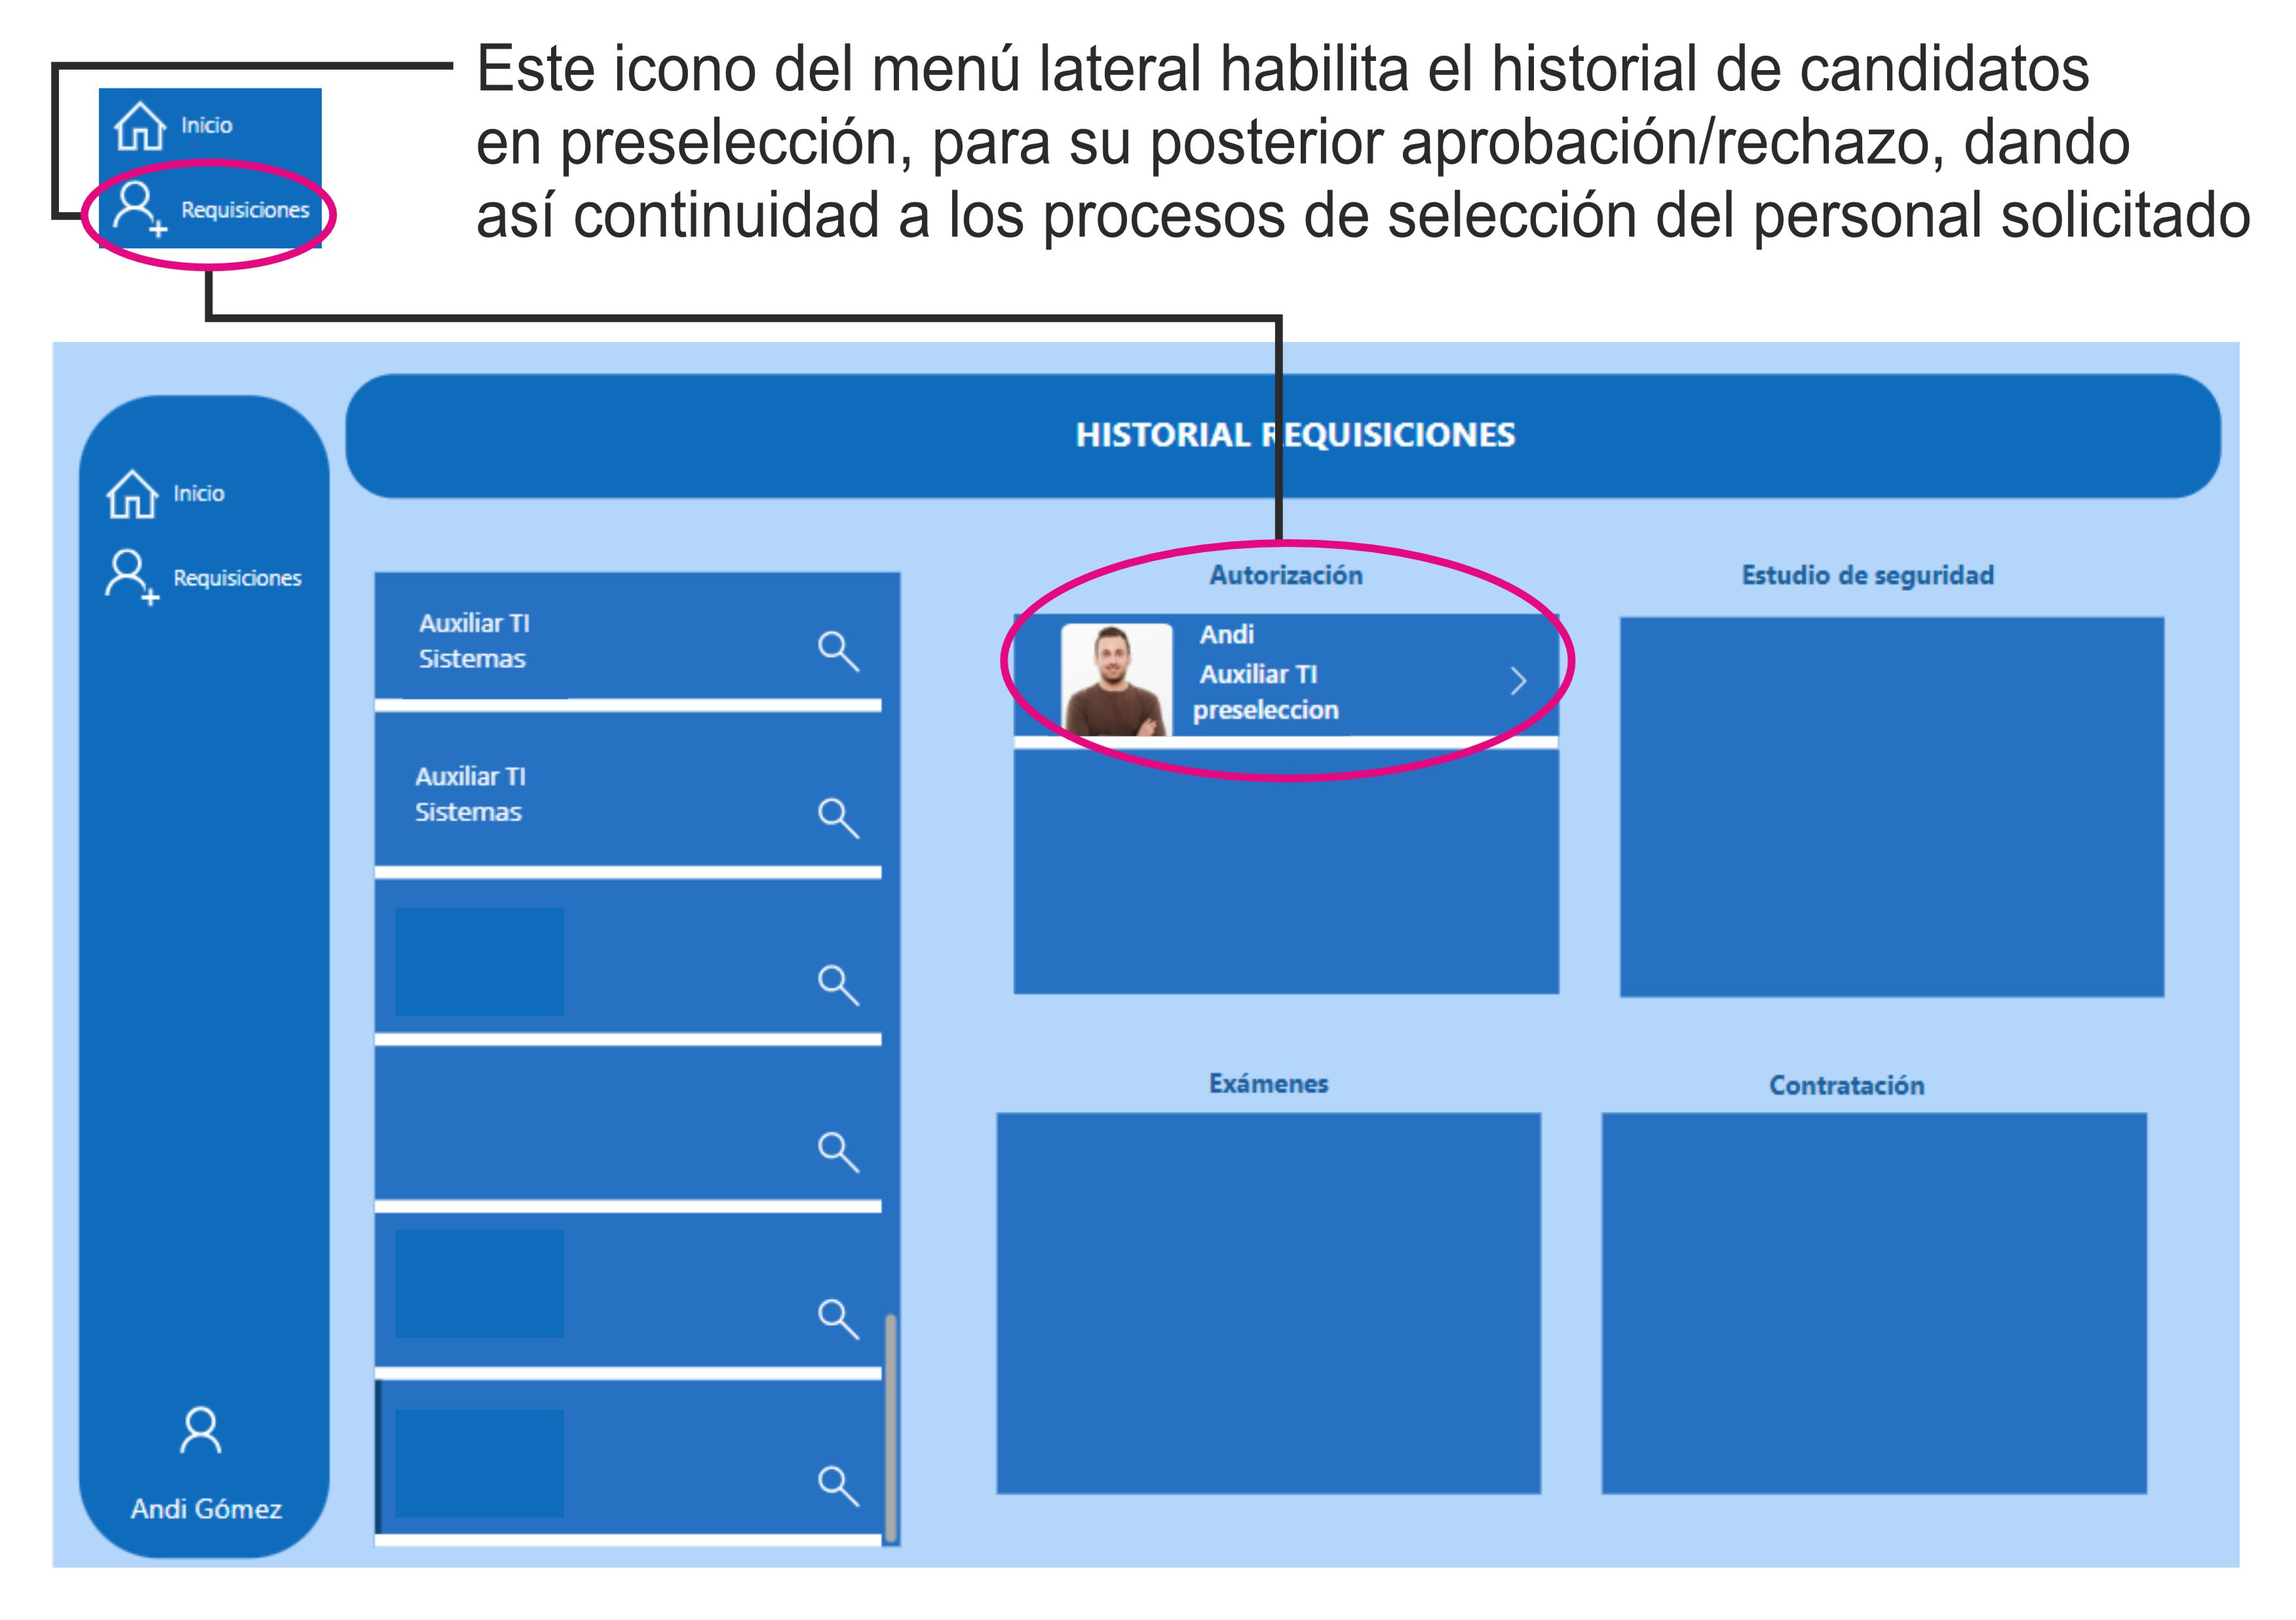 Este icono del menú lateral habilita el historial de candidatos
en preselección, para su posterior aprobación/rechazo, dando
así continuidad a los procesos de selección del personal solicitado
Inicio
Requisiciones
HISTORIAL REQUISICIONES
Inicio
Requisiciones
Andi Gómez
Auxiliar TI
Sistemas
Auxiliar TI
Sistemas
Autorización
Andi
Auxiliar TI
preseleccion
Estudio de seguridad
Exámenes
Contratación